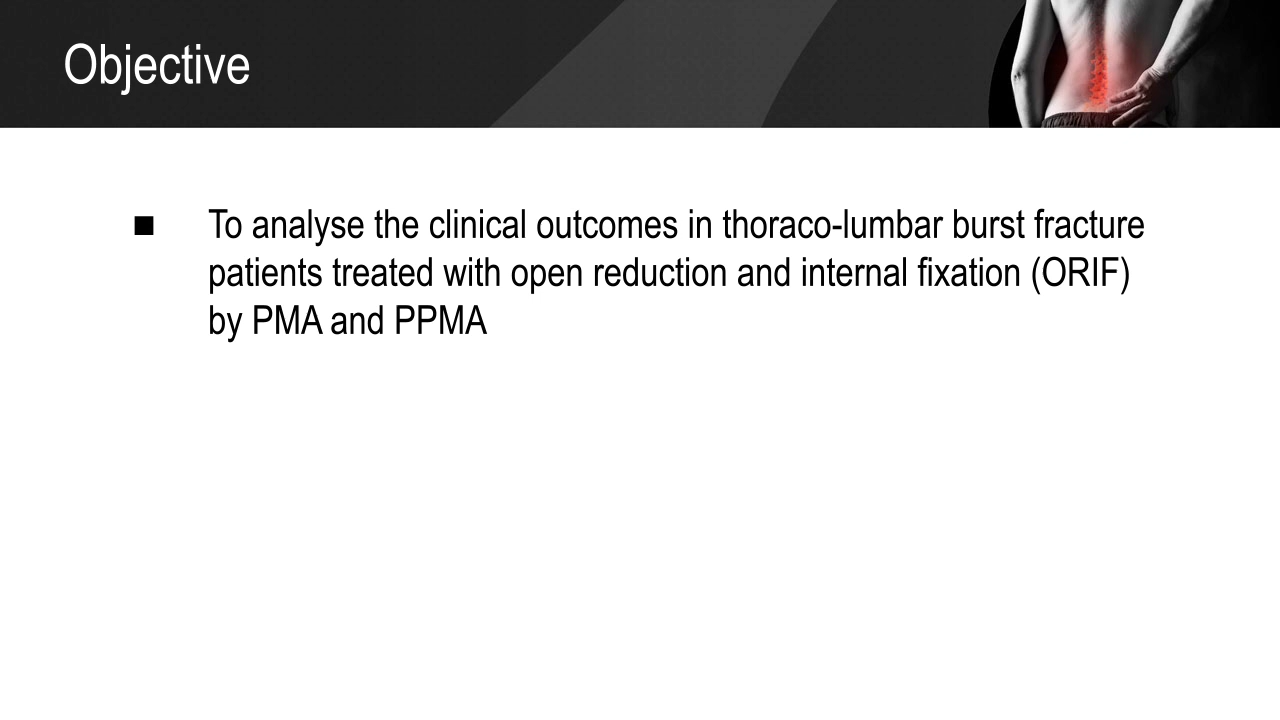 Objective
■ To analyse the clinical outcomes in thoraco-lumbar burst fracture
patients treated with open reduction and internal fixation (ORIF)
by PMA and PPMA